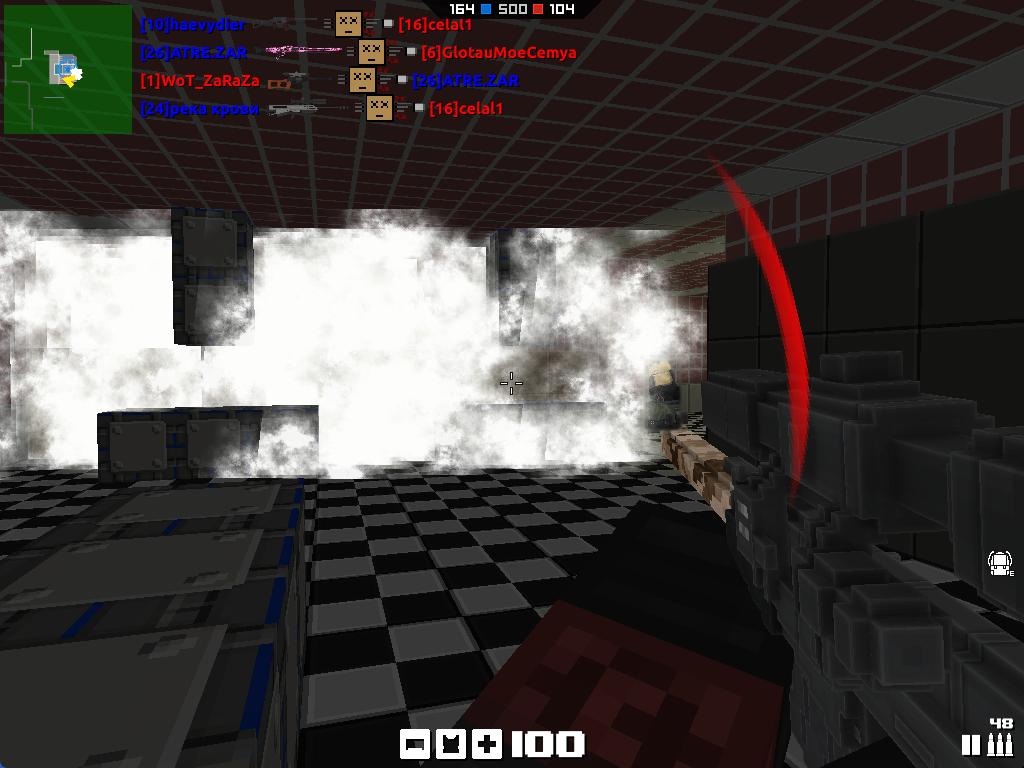 164 500 104
[10]haevydier [16]celal1
[26]ATRE.ZAR [6]GlotauMoeCemya
[1]WoT_ZaRaZa [26]ATRE.ZAR
[24]река крови [16]celal1
E
48
100